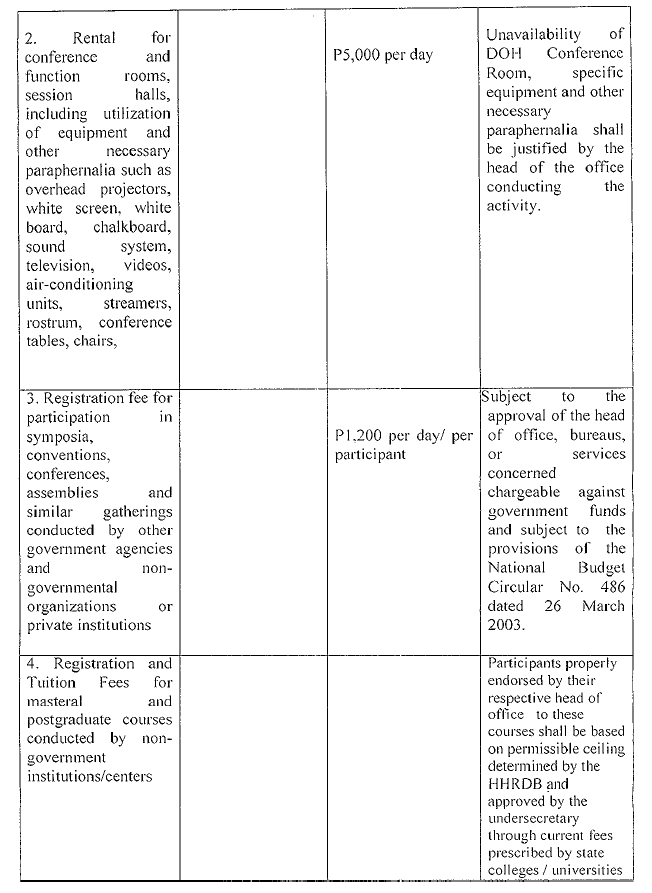 2. Rental for
conference and
function rooms,
session halls,
including utilization
of equipment and
other necessary
paraphernalia such as
overhead projectors,
white screen, white
board, chalkboard,
sound system,
television, videos,
air-conditioning
units, streamers,
rostrum, conference
tables, chairs,
P5,000 per day
Unavailability of
DOH Conference
Room, specific
equipment and other
necessary
paraphernalia shall
be justified by the
head of the office
conducting the
activity.
3. Registration fee for
participation in
symposia,
conventions,
conferences,
assemblies and
similar gatherings
conducted by other
government agencies
and non-
governmental
organizations or
private institutions
P1,200 per day/ per
participant
Subject to the
approval of the head
of office, bureaus,
or services
concerned
chargeable against
government funds
and subject to the
provisions of the
National Budget
Circular No. 486
dated 26 March
2003.
4. Registration and
Tuition Fees for
masteral and
postgraduate courses
conducted by non-
government
institutions/centers
Participants properly
endorsed by their
respective head of
office to these
courses shall be based
on permissible ceiling
determined by the
HHRDB and
approved by the
undersecretary
through current fees
prescribed by state
colleges / universities